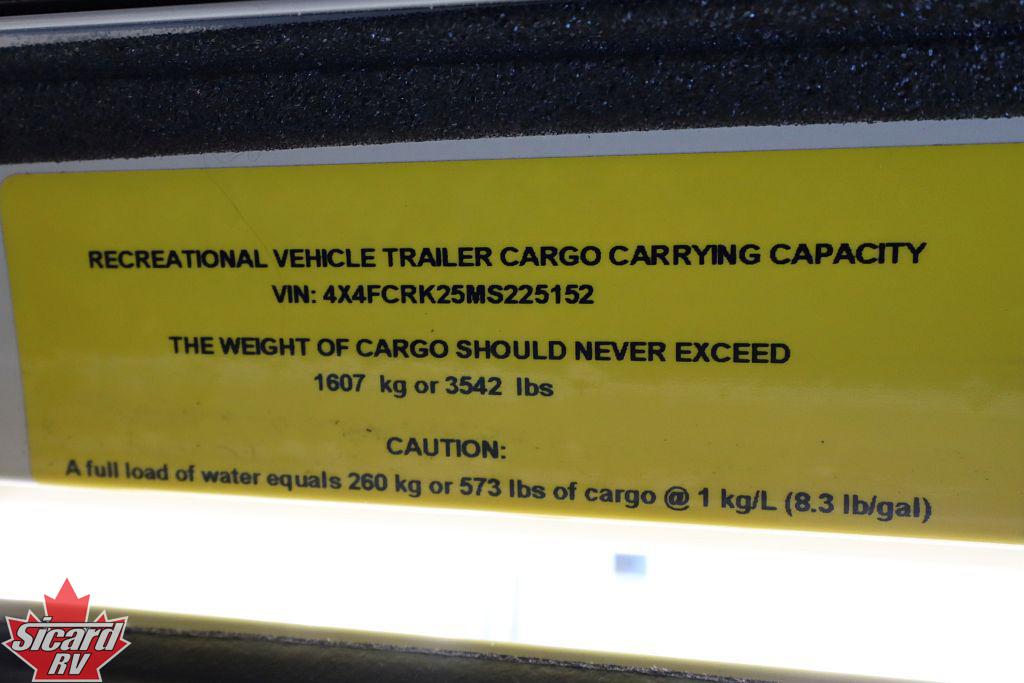 RECREATIONAL VEHICLE TRAILER CARGO CARRYING CAPACITY
VIN: 4X4FCRK25MS225152
THE WEIGHT OF CARGO SHOULD NEVER EXCEED
1607 kg or 3542 lbs
CAUTION:
A full load of water equals 260 kg or 573 lbs of cargo @ 1 kg/L (8.3 lb/gal)
Sicard
RV